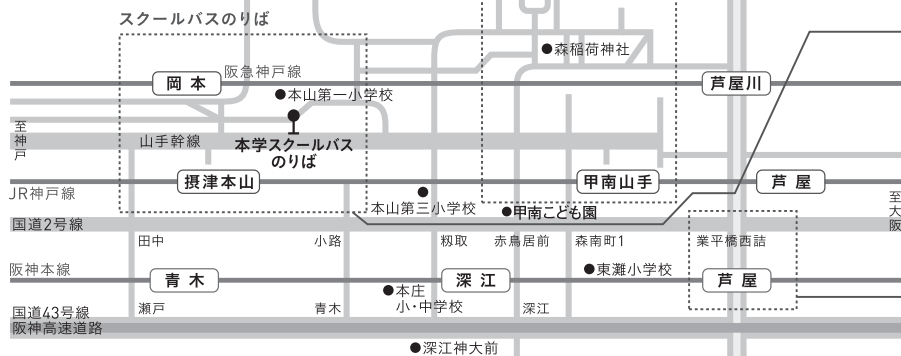 スクールバスのりば
森稲荷神社
阪急神戸線
岡本
芦屋川
本山第一小学校
至神戸
山手幹線
本学スクールバス
のりば
摂津本山
甲南山手
芦屋
JR神戸線
本山第三小学校
甲南こども園
至大阪
国道2号線
田中
小路
籾取
赤鳥居前
森南町1
業平橋西詰
阪神本線
東灘小学校
青木
深江
芦屋
本庄
小・中学校
国道43号線
瀬戸
青木
深江
阪神高速道路
深江神大前